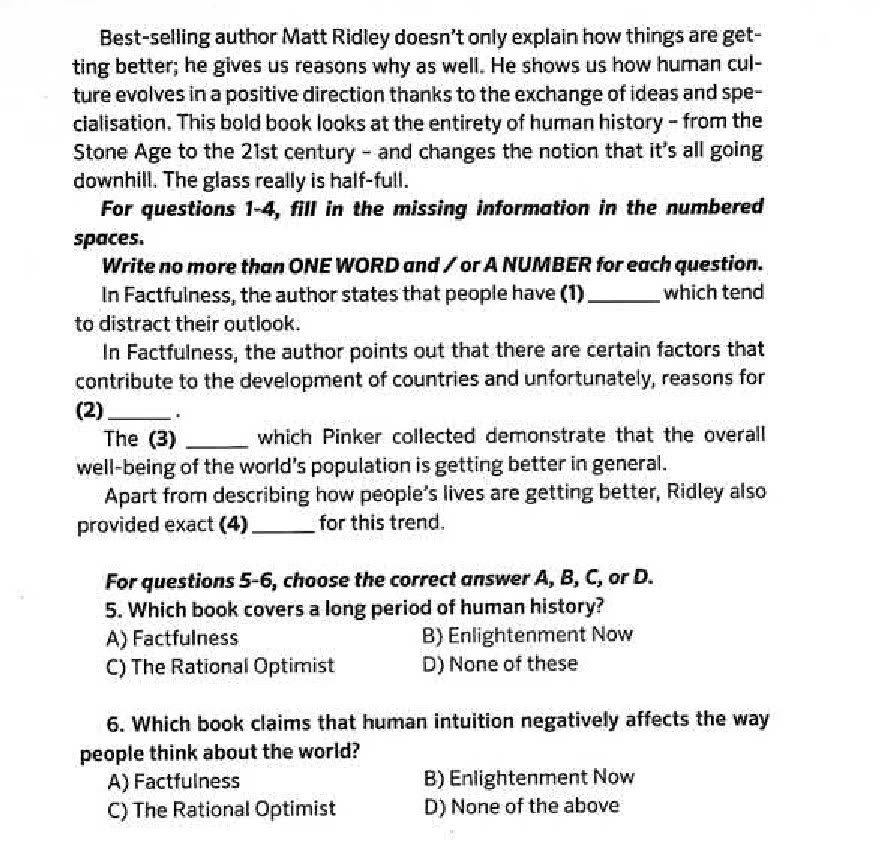 Best-selling author Matt Ridley doesn't only explain how things are get-
ting better; he gives us reasons why as well. He shows us how human cul-
ture evolves in a positive direction thanks to the exchange of ideas and spe-
cialisation. This bold book looks at the entirety of human history – from the
Stone Age to the 21st century – and changes the notion that it's all going
downhill. The glass really is half-full.
For questions 1-4, fill in the missing information in the numbered
spaces.
Write no more than ONE WORD and / or A NUMBER for each question.
In Factfulness, the author states that people have (1) ______ which tend
to distract their outlook.
In Factfulness, the author points out that there are certain factors that
contribute to the development of countries and unfortunately, reasons for
(2) ______ .
The (3) ______ which Pinker collected demonstrate that the overall
well-being of the world's population is getting better in general.
Apart from describing how people's lives are getting better, Ridley also
provided exact (4) ______ for this trend.
For questions 5-6, choose the correct answer A, B, C, or D.
5. Which book covers a long period of human history?
A) Factfulness B) Enlightenment Now
C) The Rational Optimist D) None of these
6. Which book claims that human intuition negatively affects the way
people think about the world?
A) Factfulness B) Enlightenment Now
C) The Rational Optimist D) None of the above